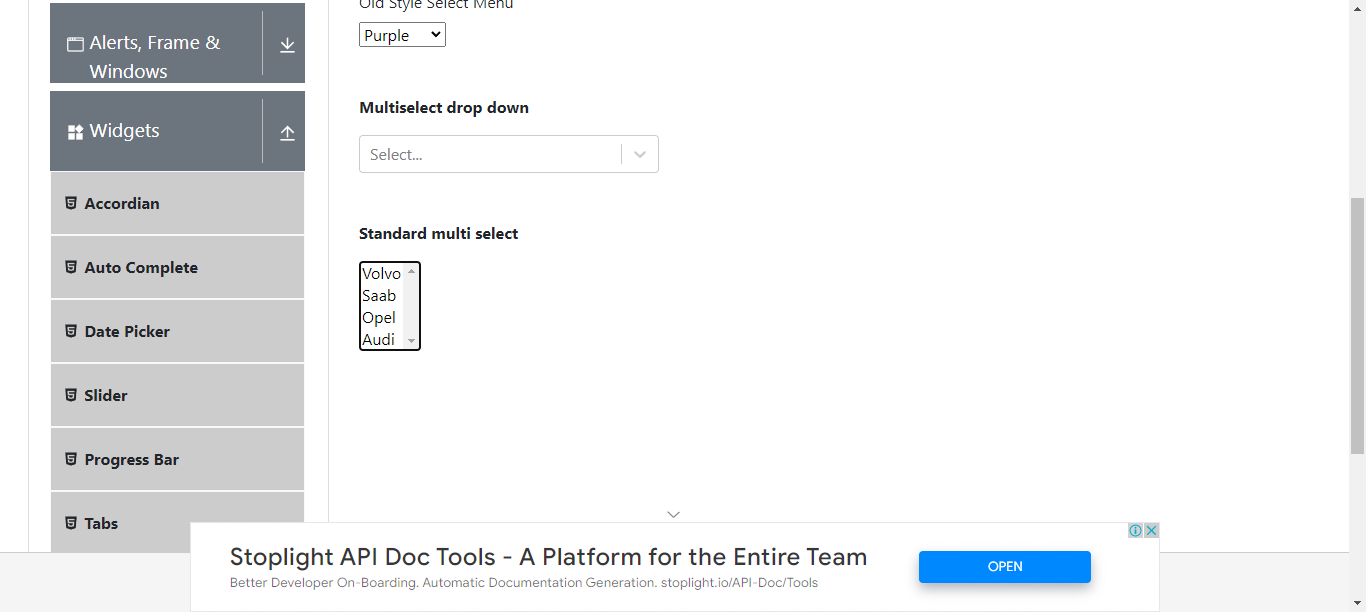 Old Style Select Menu
Purple
Alerts, Frame &
Windows
Multiselect drop down
Select...
Widgets
Accordian
Auto Complete
Date Picker
Slider
Progress Bar
Tabs
Standard multi select
Volvo
Saab
Opel
Audi
Stoplight API Doc Tools - A Platform for the Entire Team
Better Developer On-Boarding. Automatic Documentation Generation. stoplight.io/API-Doc/Tools
OPEN